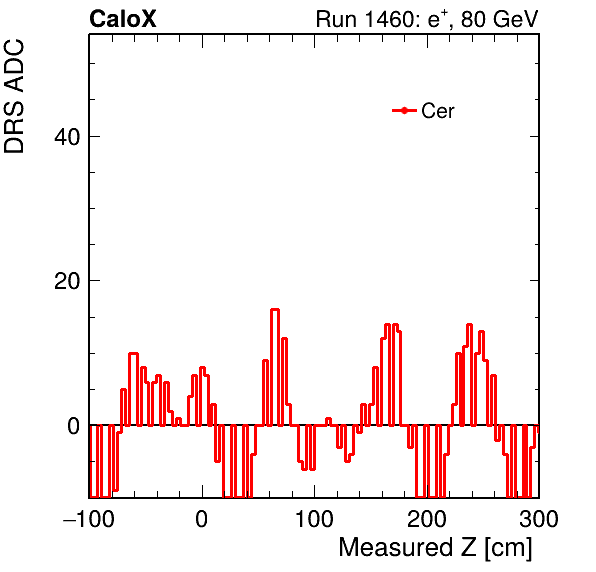 CaloX Run 1460: e⁺, 80 GeV
DRS ADC
Cer
40
20
0
−100 0 100 200 300
Measured Z [cm]